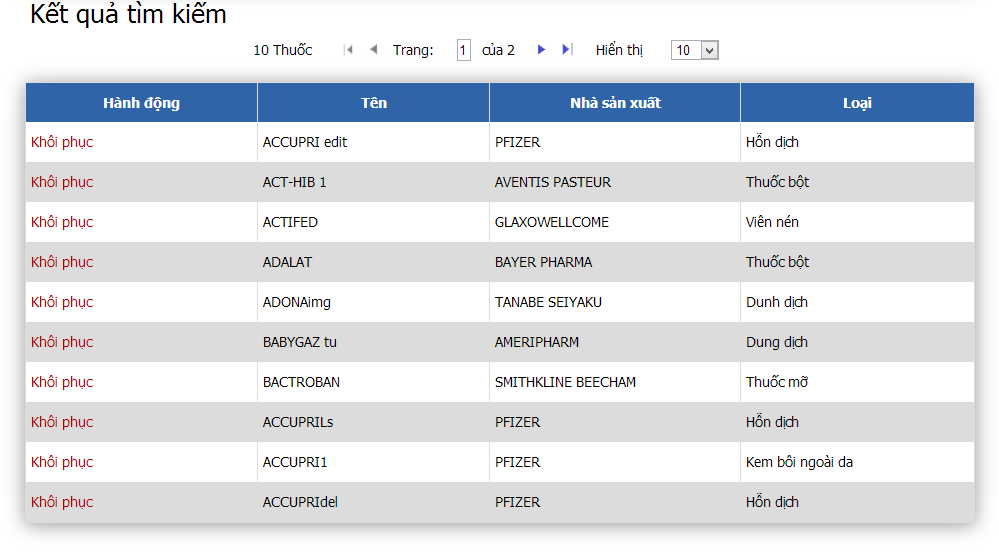 Kết quả tìm kiếm
10 Thuốc Trang: 1 của 2 Hiển thị 10
Hành động Tên Nhà sản xuất Loại
Khôi phục ACCUPRI edit PFIZER Hỗn dịch
Khôi phục ACT-HIB 1 AVENTIS PASTEUR Thuốc bột
Khôi phục ACTIFED GLAXOWELLCOME Viên nén
Khôi phục ADALAT BAYER PHARMA Thuốc bột
Khôi phục ADONAimg TANABE SEIYAKU Dunh dịch
Khôi phục BABYGAZ tu AMERIPHARM Dung dịch
Khôi phục BACTROBAN SMITHKLINE BEECHAM Thuốc mỡ
Khôi phục ACCUPRILs PFIZER Hỗn dịch
Khôi phục ACCUPRI1 PFIZER Kem bôi ngoài da
Khôi phục ACCUPRIdel PFIZER Hỗn dịch